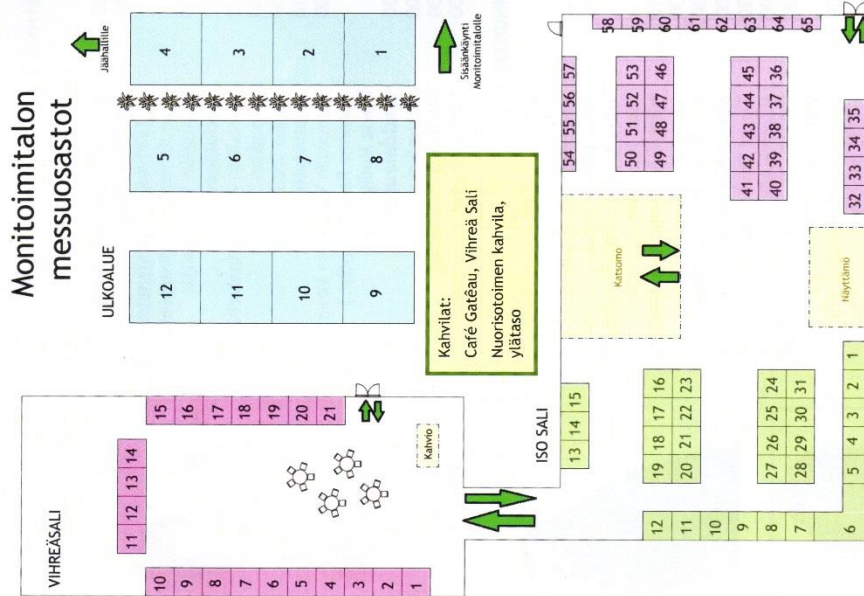 Monitoimitalon
messuosastot
Jäähallille
Sisäänkäynti
Monitoimitalolle
ULKOALUE
4
3
2
1
5
6
7
8
12
11
10
9
Kahvilat:
Café Gatêau, Vihreä Sali
Nuorisotoimen kahvila,
ylätaso
VIHREÄSALI
15
16
17
18
19
20
21
11 12 13 14
10
9
8
7
6
5
4
3
2
1
Kahvio
ISO SALI
13 14 15
19 18 17 16
20 21 22 23
27 26 25 24
28 29 30 31
12
11
10
9
8
7
6
5 4 3 2 1
Katsomo
Näyttämö
54 55 56 57
50 51 52 53
49 48 47 46
41 42 43 44 45
40 39 38 37 36
32 33 34 35
58
59
60
61
62
63
64
65